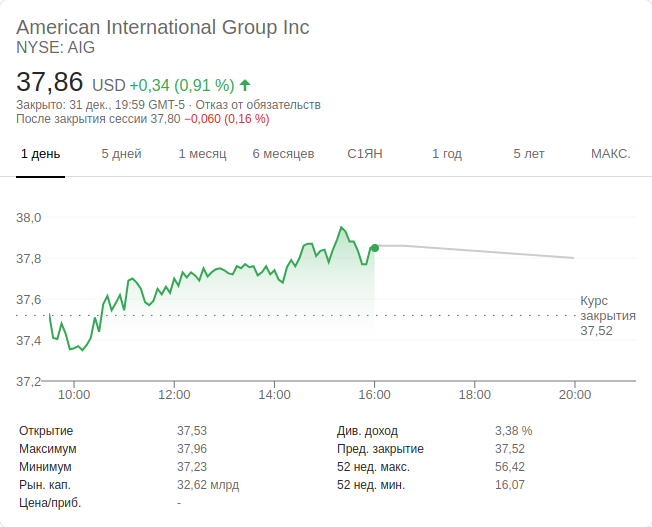 American International Group Inc
NYSE: AIG
37,86 USD +0,34 (0,91 %)
Закрыто: 31 дек., 19:59 GMT-5 · Отказ от обязательств
После закрытия сессии 37,80 −0,060 (0,16 %)
1 день 5 дней 1 месяц 6 месяцев С1ЯН 1 год 5 лет МАКС.
38,0
37,8
37,6
37,4
37,2
Курс
закрытия
37,52
10:00 12:00 14:00 16:00 18:00 20:00
Открытие 37,53 Див. доход 3,38 %
Максимум 37,96 Пред. закрытие 37,52
Минимум 37,23 52 нед. макс. 56,42
Рын. кап. 32,62 млрд 52 нед. мин. 16,07
Цена/приб. -